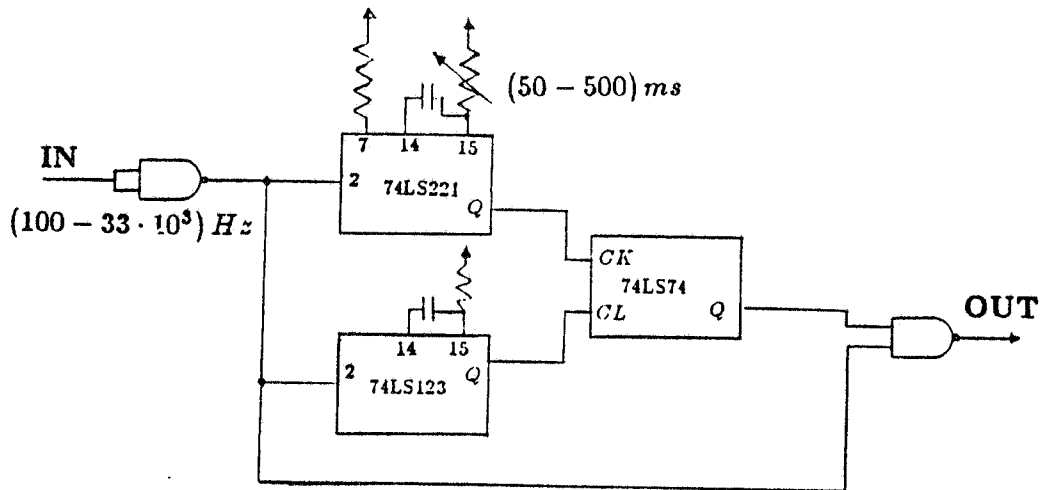 (50 − 500) ms
7 14 15
IN
2 74LS221
Q
(100 − 33 · 10³) Hz
CK
74LS74
CL Q
OUT
14 15
2 Q
74LS123